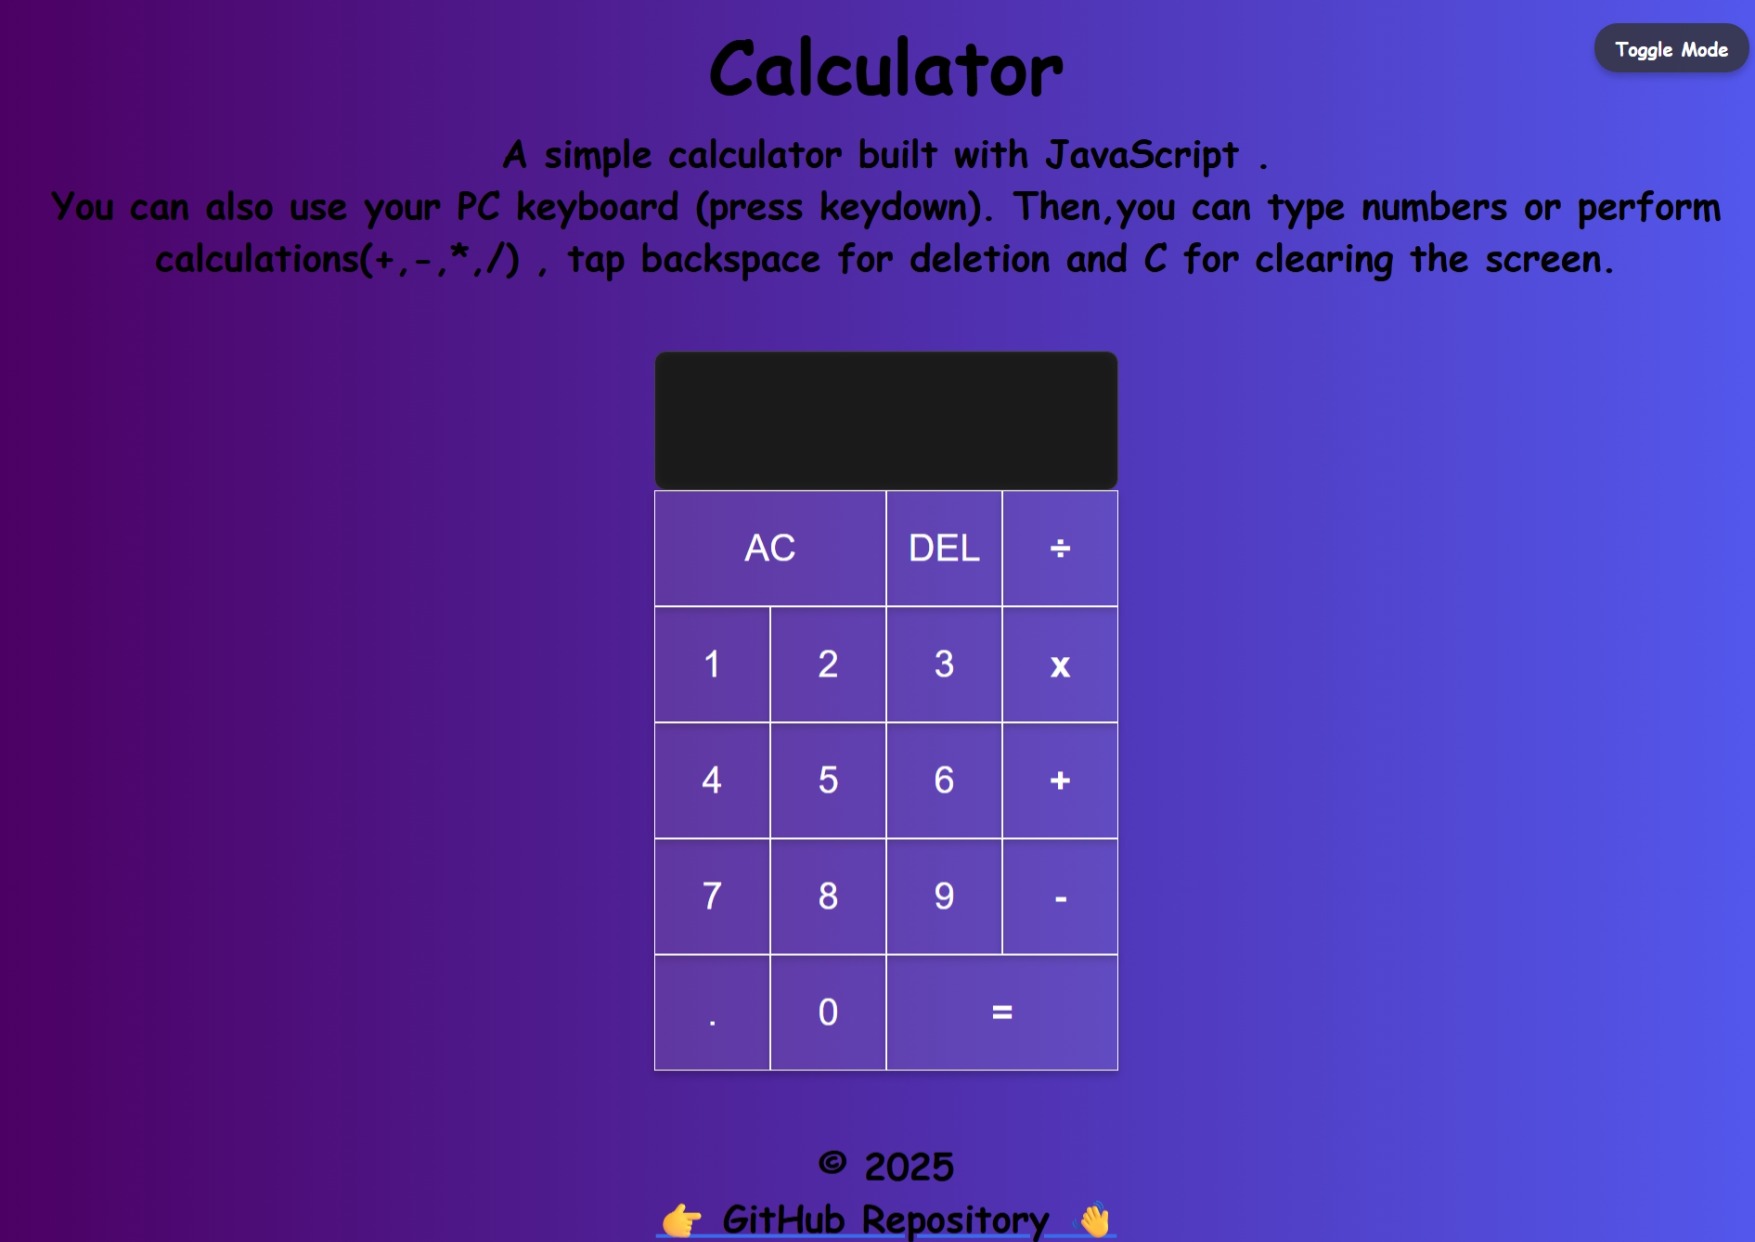 Calculator
Toggle Mode
A simple calculator built with JavaScript .
You can also use your PC keyboard (press keydown). Then,you can type numbers or perform
calculations(+,-,*,/) , tap backspace for deletion and C for clearing the screen.
AC DEL ÷
1 2 3 x
4 5 6 +
7 8 9 -
. 0 =
© 2025
👉 GitHub Repository 👋